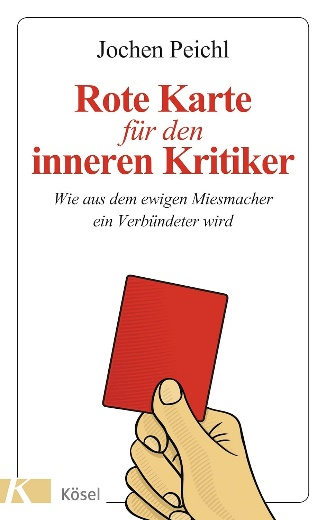 Jochen Peichl
Rote Karte
für den
inneren Kritiker
Wie aus dem ewigen Miesmacher
ein Verbündeter wird
K Kösel